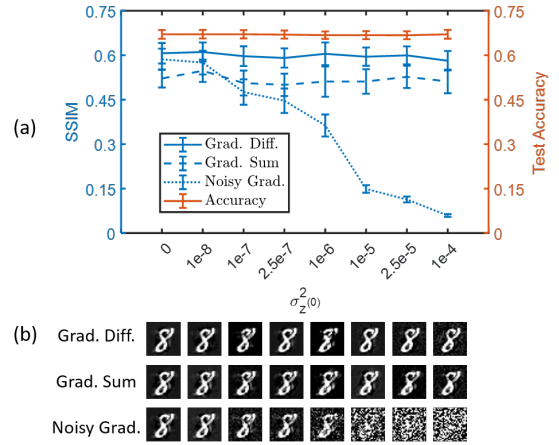 (a)
SSIM
0.75
0.6
0.45
0.3
0.15
0
Grad. Diff.
Grad. Sum
Noisy Grad.
Accuracy
0.75
0.6
0.45
0.3
0.15
0
Test Accuracy
0 1e-8 1e-7 2.5e-7 1e-6 1e-5 2.5e-5 1e-4
σ²z(0)
(b)
Grad. Diff.
Grad. Sum
Noisy Grad.